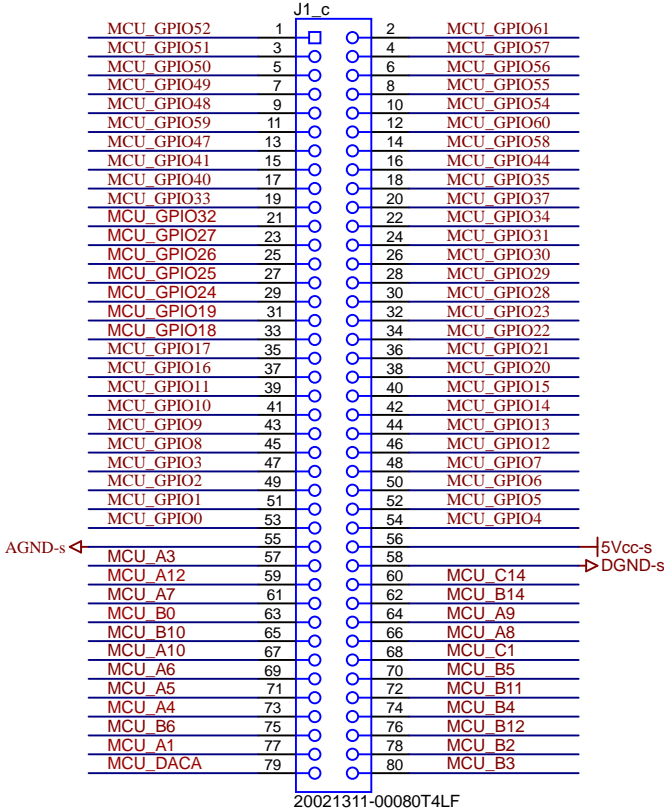 J1_c
MCU_GPIO52 1 2 MCU_GPIO61
MCU_GPIO51 3 4 MCU_GPIO57
MCU_GPIO50 5 6 MCU_GPIO56
MCU_GPIO49 7 8 MCU_GPIO55
MCU_GPIO48 9 10 MCU_GPIO54
MCU_GPIO59 11 12 MCU_GPIO60
MCU_GPIO47 13 14 MCU_GPIO58
MCU_GPIO41 15 16 MCU_GPIO44
MCU_GPIO40 17 18 MCU_GPIO35
MCU_GPIO33 19 20 MCU_GPIO37
MCU_GPIO32 21 22 MCU_GPIO34
MCU_GPIO27 23 24 MCU_GPIO31
MCU_GPIO26 25 26 MCU_GPIO30
MCU_GPIO25 27 28 MCU_GPIO29
MCU_GPIO24 29 30 MCU_GPIO28
MCU_GPIO19 31 32 MCU_GPIO23
MCU_GPIO18 33 34 MCU_GPIO22
MCU_GPIO17 35 36 MCU_GPIO21
MCU_GPIO16 37 38 MCU_GPIO20
MCU_GPIO11 39 40 MCU_GPIO15
MCU_GPIO10 41 42 MCU_GPIO14
MCU_GPIO9 43 44 MCU_GPIO13
MCU_GPIO8 45 46 MCU_GPIO12
MCU_GPIO3 47 48 MCU_GPIO7
MCU_GPIO2 49 50 MCU_GPIO6
MCU_GPIO1 51 52 MCU_GPIO5
MCU_GPIO0 53 54 MCU_GPIO4
AGND-s 55 56 5Vcc-s
MCU_A3 57 58 DGND-s
MCU_A12 59 60 MCU_C14
MCU_A7 61 62 MCU_B14
MCU_B0 63 64 MCU_A9
MCU_B10 65 66 MCU_A8
MCU_A10 67 68 MCU_C1
MCU_A6 69 70 MCU_B5
MCU_A5 71 72 MCU_B11
MCU_A4 73 74 MCU_B4
MCU_B6 75 76 MCU_B12
MCU_A1 77 78 MCU_B2
MCU_DACA 79 80 MCU_B3
20021311-00080T4LF